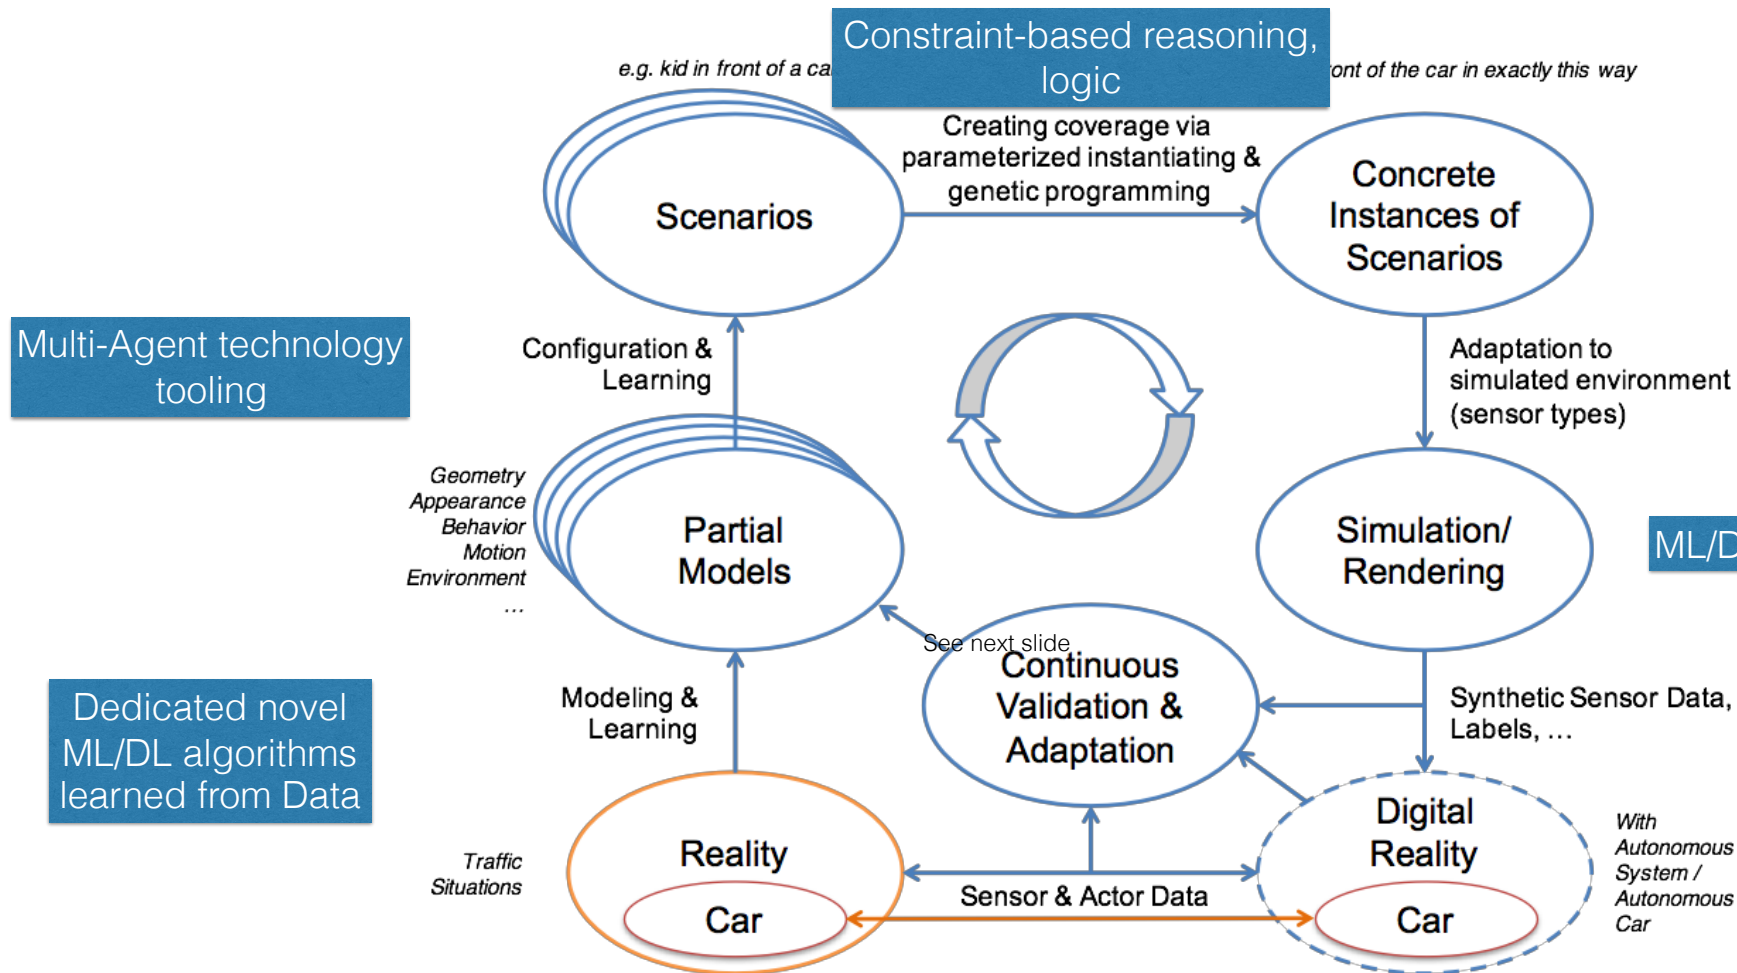 Constraint-based reasoning,
logic
e.g. kid in front of a
of the car in exactly this way
Creating coverage via
parameterized instantiating &
genetic programming
Scenarios
Concrete
Instances of
Scenarios
Multi-Agent technology
tooling
Configuration &
Learning
Adaptation to
simulated environment
(sensor types)
Geometry
Appearance
Behavior
Motion
Environment
...
Partial
Models
Simulation/
Rendering
See next slide
Continuous
Validation &
Adaptation
Dedicated novel
ML/DL algorithms
learned from Data
Modeling &
Learning
Synthetic Sensor Data,
Labels, ...
Traffic
Situations
Reality
Car
Sensor & Actor Data
Digital
Reality
Car
With
Autonomous
System /
Autonomous
Car